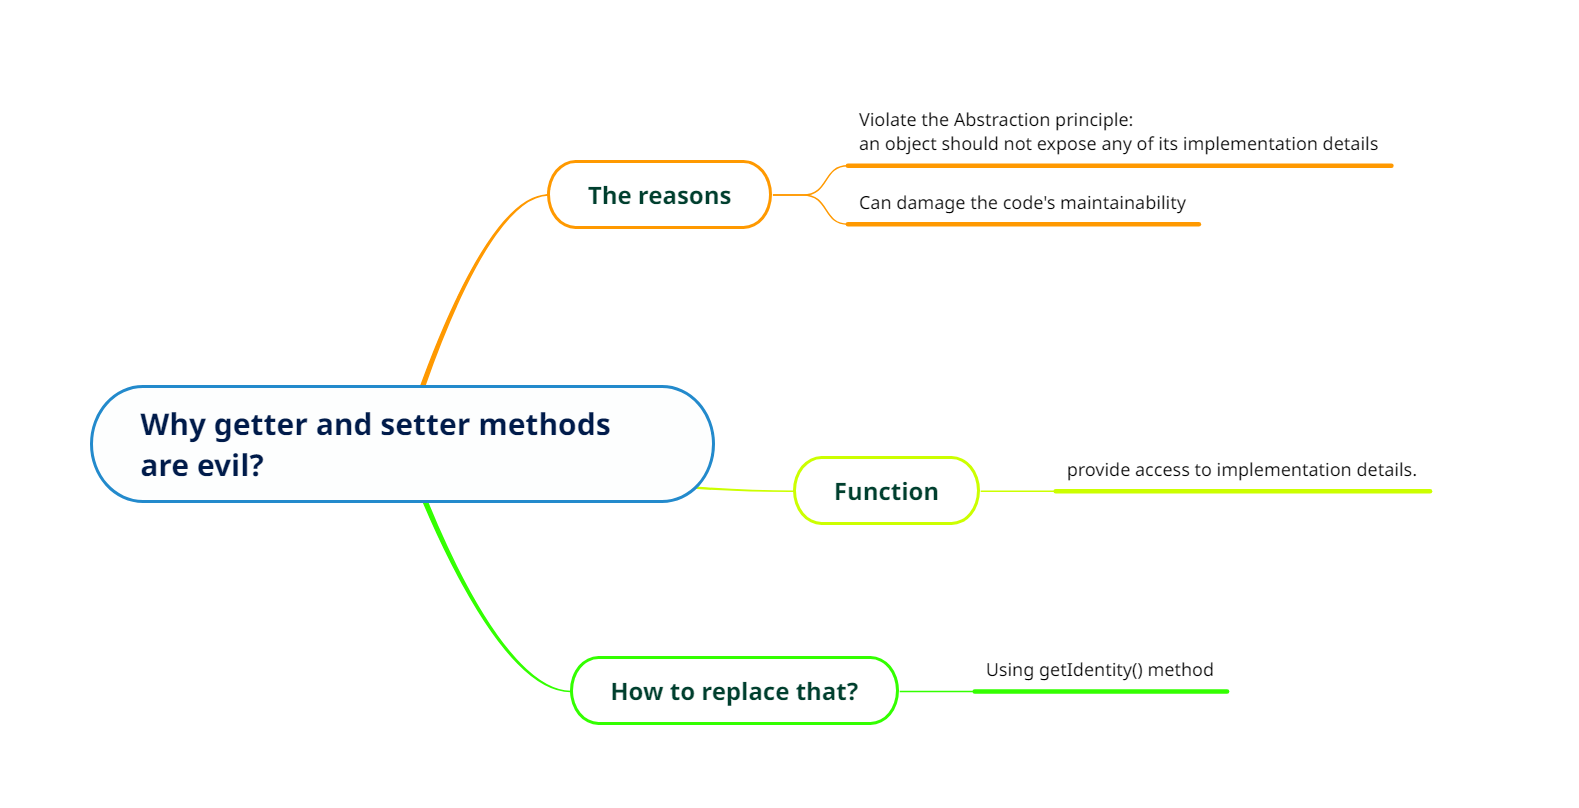 Violate the Abstraction principle:
an object should not expose any of its implementation details
The reasons
Can damage the code's maintainability
Why getter and setter methods
are evil?
provide access to implementation details.
Function
Using getIdentity() method
How to replace that?